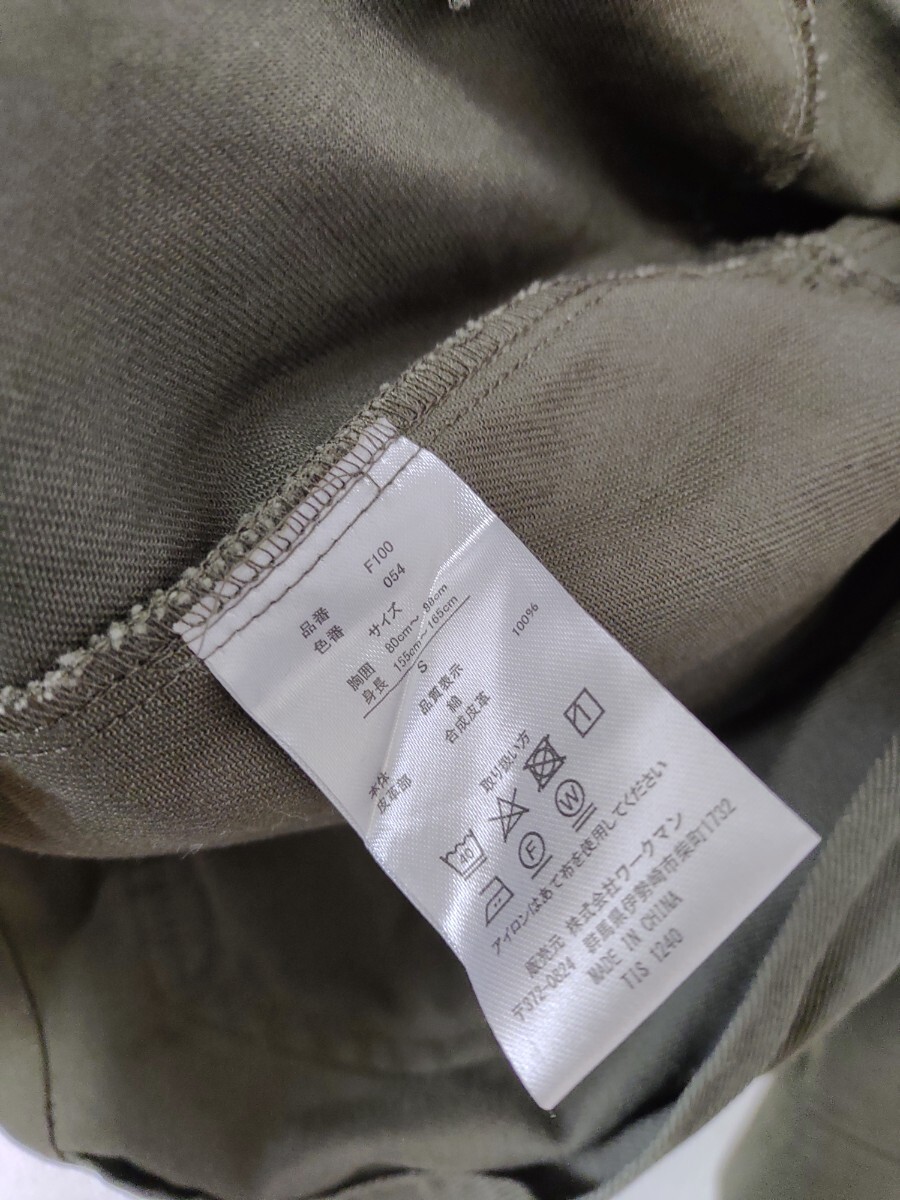 品番 F100
色番 054
サイズ
胸囲 80cm～88cm
身長 155cm～165cm
S
品質表示
本体 綿 100%
皮革部 合成皮革
取り扱い方
40
F W
アイロンはあて布を使用してください
販売元 株式会社ワークマン
〒372-0824 群馬県伊勢崎市柴町1732
MADE IN CHINA
TIS 1240